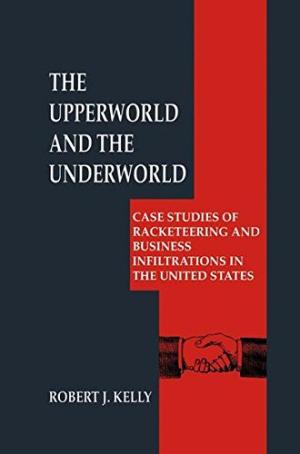 THE
UPPERWORLD
AND THE
UNDERWORLD
CASE STUDIES OF
RACKETEERING AND
BUSINESS
INFILTRATIONS IN
THE UNITED STATES
ROBERT J. KELLY